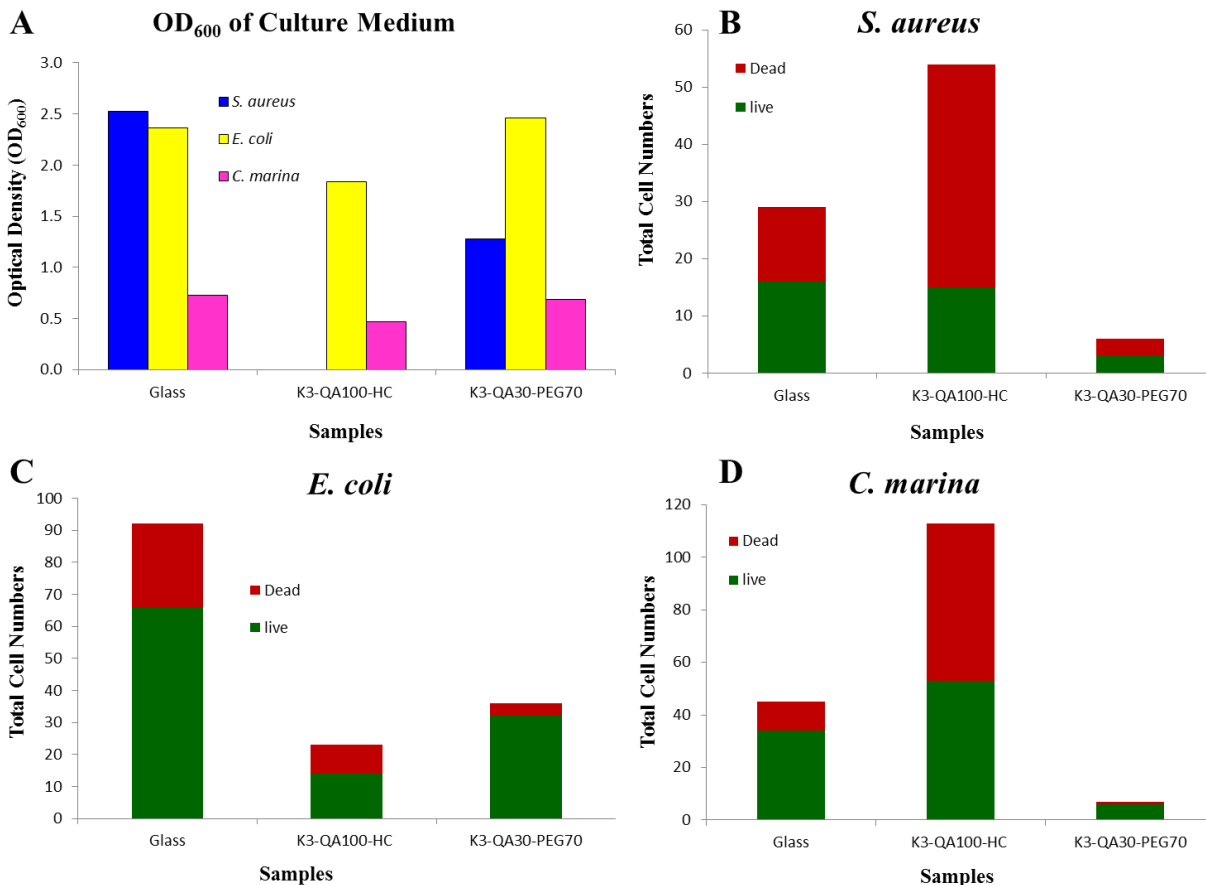 A
OD600 of Culture Medium
Optical Density (OD600)
3.0
2.5
2.0
1.5
1.0
0.5
0.0
S. aureus
E. coli
C. marina
Glass
K3-QA100-HC
K3-QA30-PEG70
Samples
B
S. aureus
Total Cell Numbers
60
50
40
30
20
10
0
Dead
live
Glass
K3-QA100-HC
K3-QA30-PEG70
Samples
C
E. coli
Total Cell Numbers
100
90
80
70
60
50
40
30
20
10
0
Dead
live
Glass
K3-QA100-HC
K3-QA30-PEG70
Samples
D
C. marina
Total Cell Numbers
120
100
80
60
40
20
0
Dead
live
Glass
K3-QA100-HC
K3-QA30-PEG70
Samples